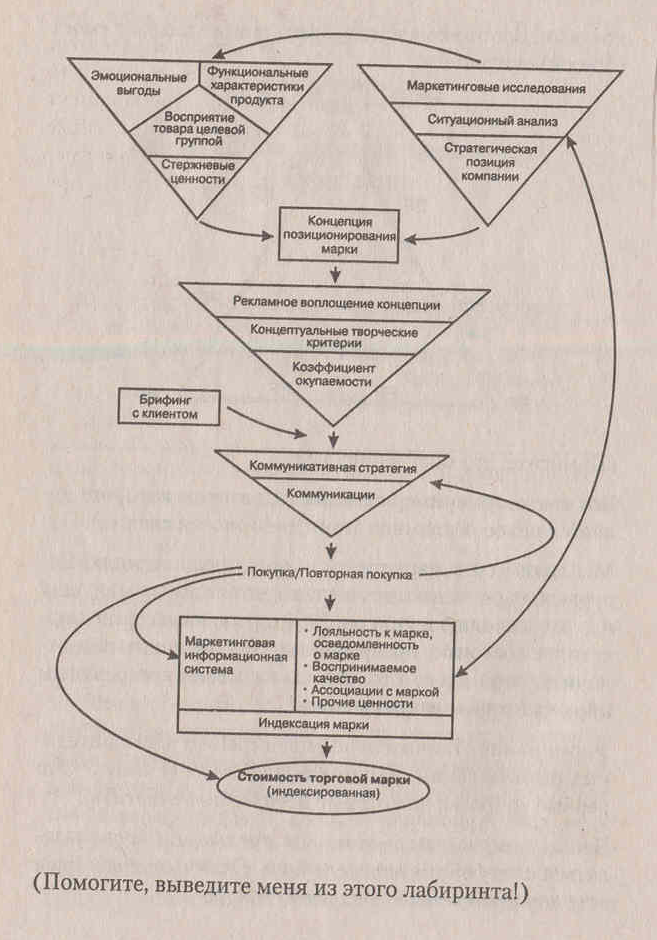 Эмоциональные
выгоды
Функциональные
характеристики
продукта
Восприятие
товара целевой
группой
Стержневые
ценности
Маркетинговые исследования
Ситуационный анализ
Стратегическая
позиция
компании
Концепция
позиционирования
марки
Рекламное воплощение концепции
Концептуальные творческие
критерии
Коэффициент
окупаемости
Брифинг
с клиентом
Коммуникативная стратегия
Коммуникации
Покупка/Повторная покупка
Маркетинговая
информационная
система
• Лояльность к марке,
осведомленность
о марке
• Воспринимаемое
качество
• Ассоциации с маркой
• Прочие ценности
Индексация марки
Стоимость торговой марки
(индексированная)
(Помогите, выведите меня из этого лабиринта!)